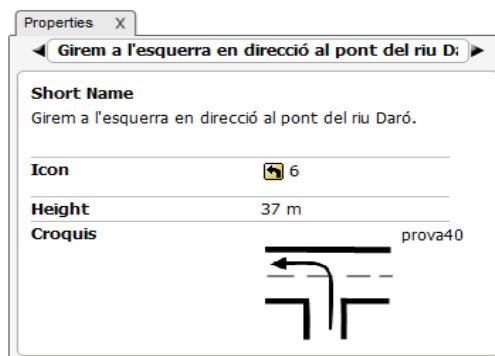 Properties X
Girem a l'esquerra en direcció al pont del riu Da
Short Name
Girem a l'esquerra en direcció al pont del riu Daró.
Icon 6
Height 37 m
Croquis prova40